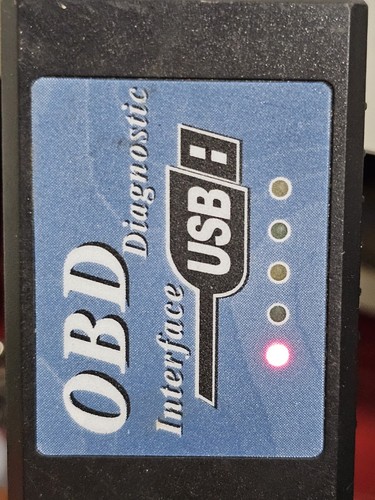 OBD
Diagnostic
Interface
USB